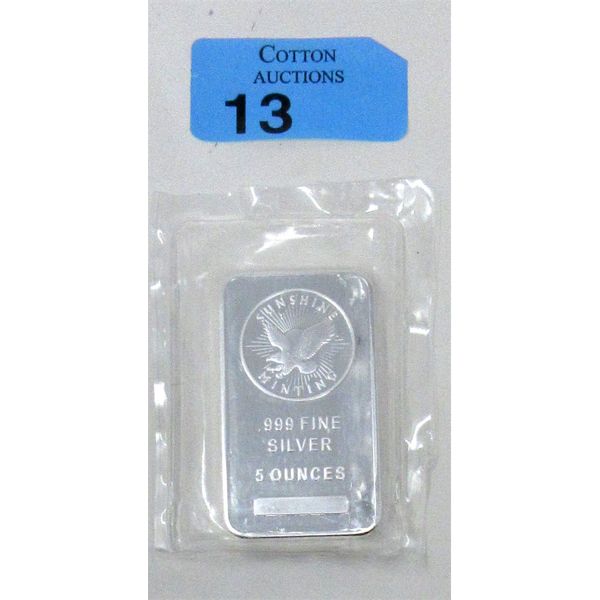 COTTON
AUCTIONS
13
SUNSHINE
MINTING
.999 FINE
SILVER
5 OUNCES